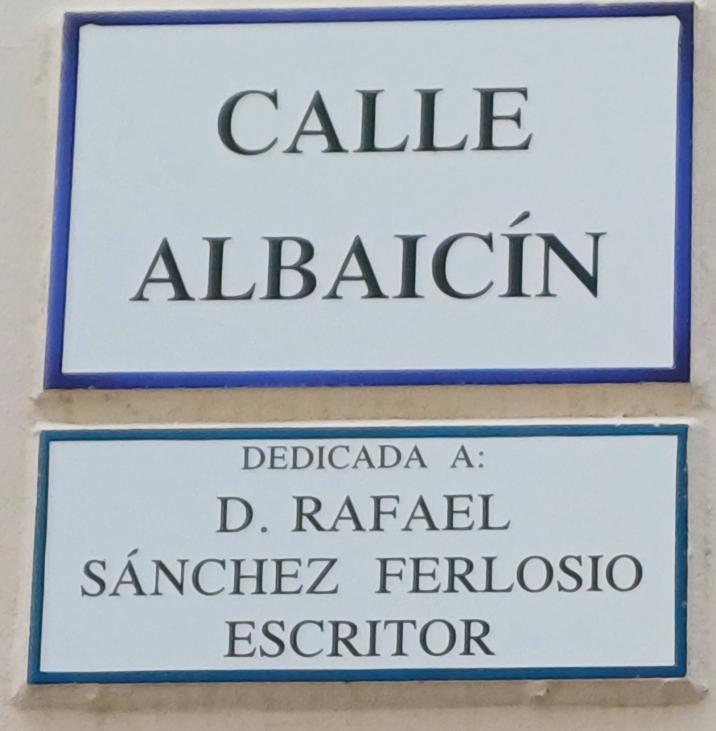 CALLE
ALBAICÍN
DEDICADA A:
D. RAFAEL
SÁNCHEZ FERLOSIO
ESCRITOR